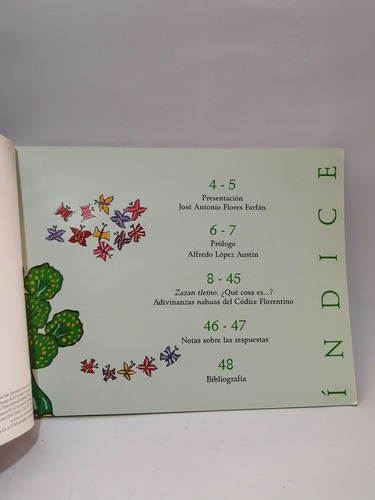 4 - 5
Presentación
José Antonio Flores Farfán
6 - 7
Prólogo
Alfredo López Austin
8 - 45
Zazan tleino. ¿Qué cosa es...?
Adivinanzas nahuas del Códice Florentino
46 - 47
Notas sobre las respuestas
48
Bibliografía
ÍNDICE